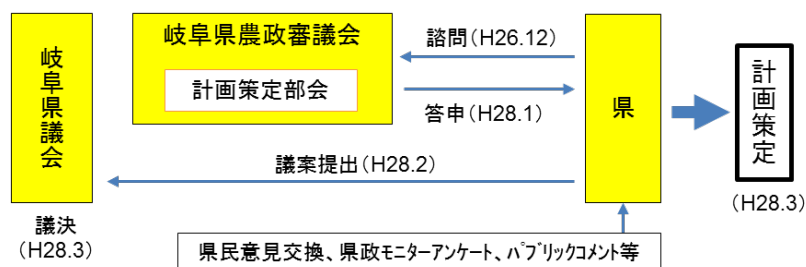 岐阜県議会
議決
(H28.3)
岐阜県農政審議会
計画策定部会
諮問(H26.12)
答申(H28.1)
議案提出(H28.2)
県
計画策定
(H28.3)
県民意見交換、県政モニターアンケート、パブリックコメント等